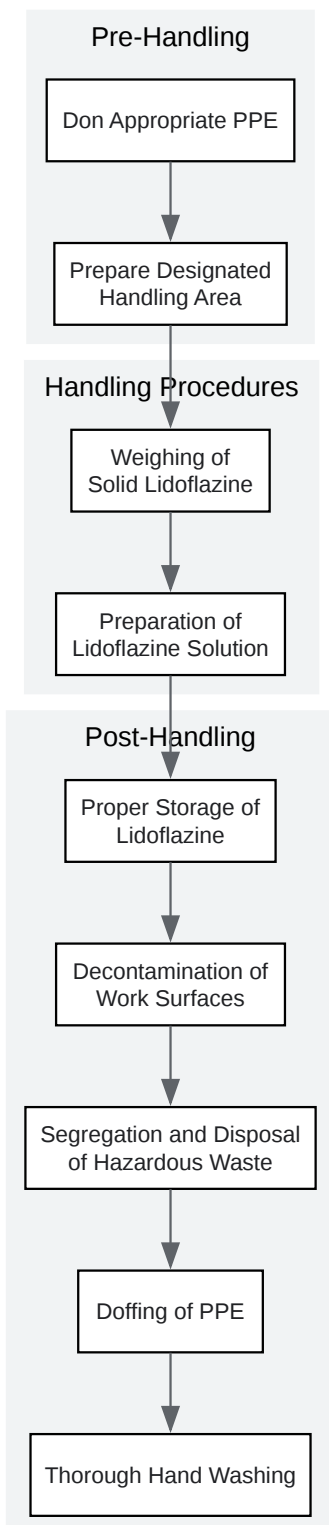 Pre-Handling
Don Appropriate PPE
Prepare Designated
Handling Area
Handling Procedures
Weighing of
Solid Lidoflazine
Preparation of
Lidoflazine Solution
Post-Handling
Proper Storage of
Lidoflazine
Decontamination of
Work Surfaces
Segregation and Disposal
of Hazardous Waste
Doffing of PPE
Thorough Hand Washing